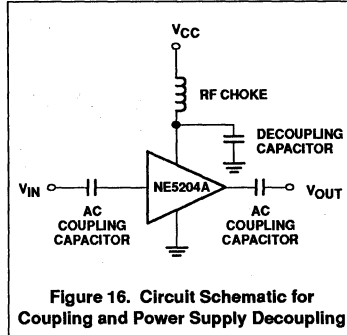 VCC
RF CHOKE
DECOUPLING
CAPACITOR
VIN
NE5204A
VOUT
AC
COUPLING
CAPACITOR
AC
COUPLING
CAPACITOR
Figure 16. Circuit Schematic for
Coupling and Power Supply Decoupling